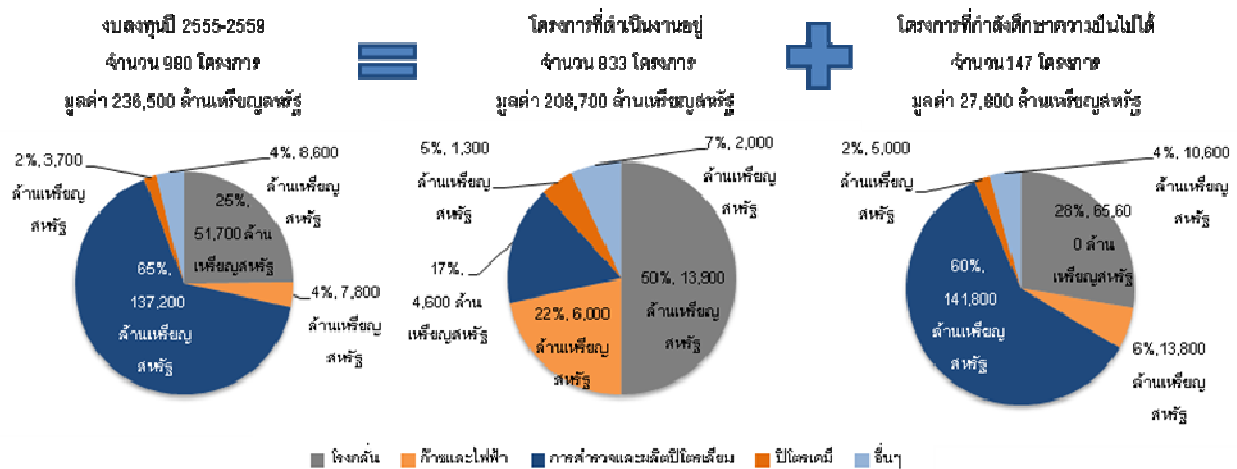 งบลงทุนปี 2555-2559
จำนวน 980 โครงการ
มูลค่า 236,500 ล้านเหรียญสหรัฐ
โครงการที่ดำเนินงานอยู่
จำนวน 833 โครงการ
มูลค่า 208,700 ล้านเหรียญสหรัฐ
โครงการที่กำลังศึกษาความเป็นไปได้
จำนวน 147 โครงการ
มูลค่า 27,800 ล้านเหรียญสหรัฐ
2%, 3,700
ล้านเหรียญ
สหรัฐ
4%, 8,600
ล้านเหรียญ
สหรัฐ
25%,
51,700 ล้าน
เหรียญสหรัฐ
65%,
137,200
ล้านเหรียญ
สหรัฐ
4%, 7,800
ล้านเหรียญ
สหรัฐ
5%, 1,300
ล้านเหรียญ
สหรัฐ
7%, 2,000
ล้านเหรียญ
สหรัฐ
17%,
4,600 ล้าน
เหรียญสหรัฐ
22%, 6,000
ล้านเหรียญ
สหรัฐ
50%, 13,900
ล้านเหรียญ
สหรัฐ
2%, 5,000
ล้านเหรียญ
สหรัฐ
4%, 10,600
ล้านเหรียญ
สหรัฐ
28%, 65,60
0 ล้าน
เหรียญสหรัฐ
60%,
141,800
ล้านเหรียญ
สหรัฐ
6%,13,800
ล้านเหรียญ
สหรัฐ
โรงกลั่น ก๊าซและไฟฟ้า การสำรวจและผลิตปิโตรเลียม ปิโตรเคมี อื่นๆ